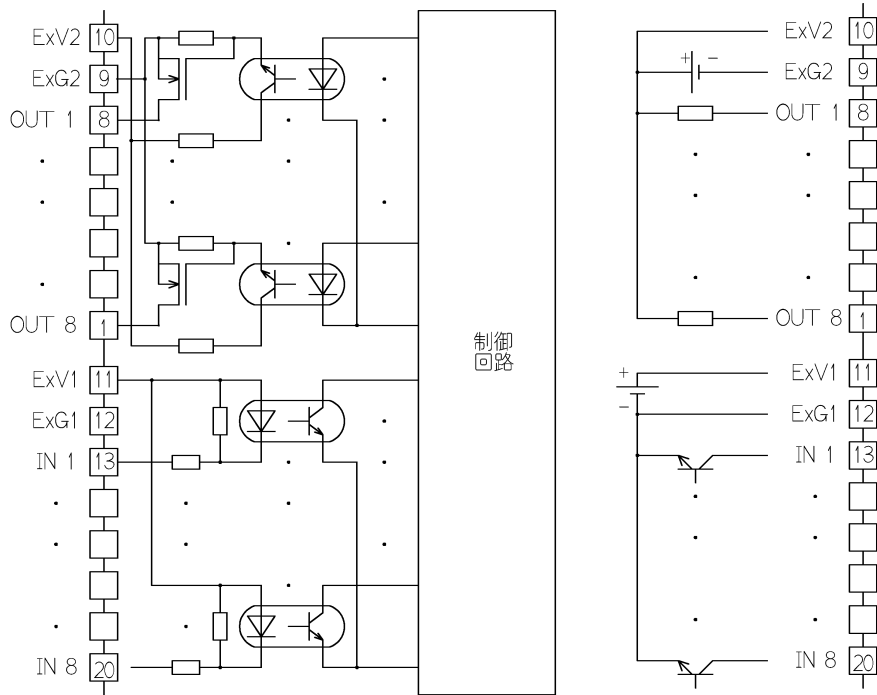 ExV2 10
ExG2 9
OUT 1 8
OUT 8 1
ExV1 11
ExG1 12
IN 1 13
IN 8 20
制御
回路
ExV2 10
+ −
ExG2 9
OUT 1 8
OUT 8 1
+
ExV1 11
−
ExG1 12
IN 1 13
IN 8 20